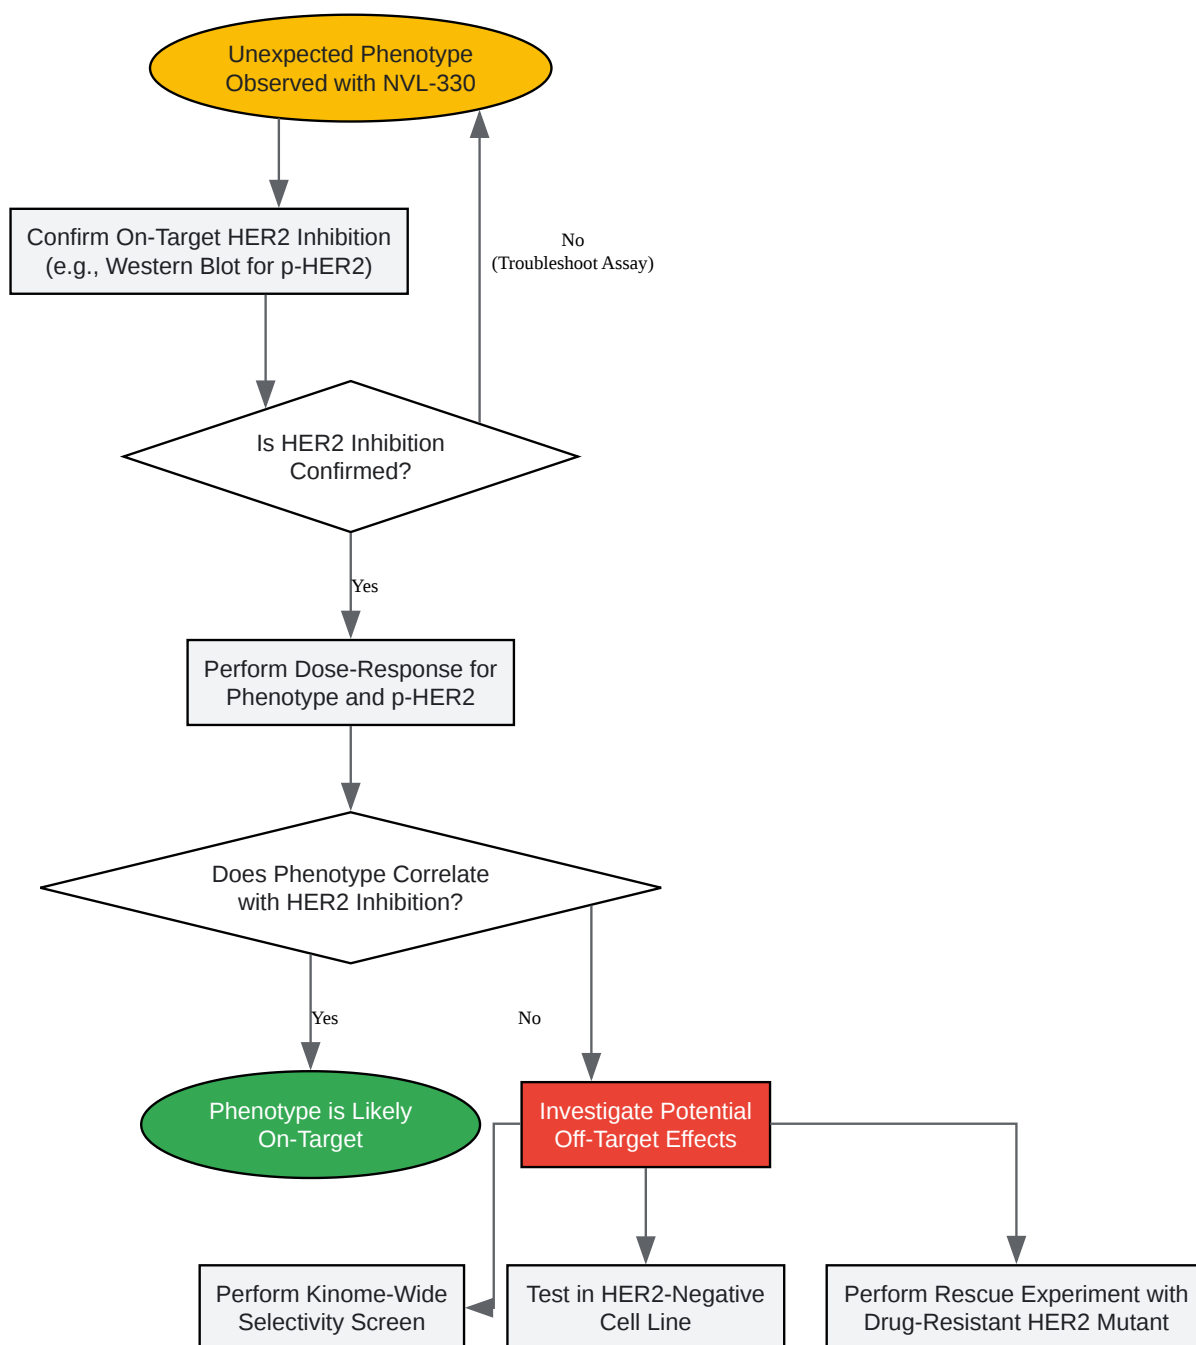 Unexpected Phenotype
Observed with NVL-330
Confirm On-Target HER2 Inhibition
(e.g., Western Blot for p-HER2)
No
(Troubleshoot Assay)
Is HER2 Inhibition
Confirmed?
Yes
Perform Dose-Response for
Phenotype and p-HER2
Does Phenotype Correlate
with HER2 Inhibition?
Yes
No
Phenotype is Likely
On-Target
Investigate Potential
Off-Target Effects
Perform Kinome-Wide
Selectivity Screen
Test in HER2-Negative
Cell Line
Perform Rescue Experiment with
Drug-Resistant HER2 Mutant